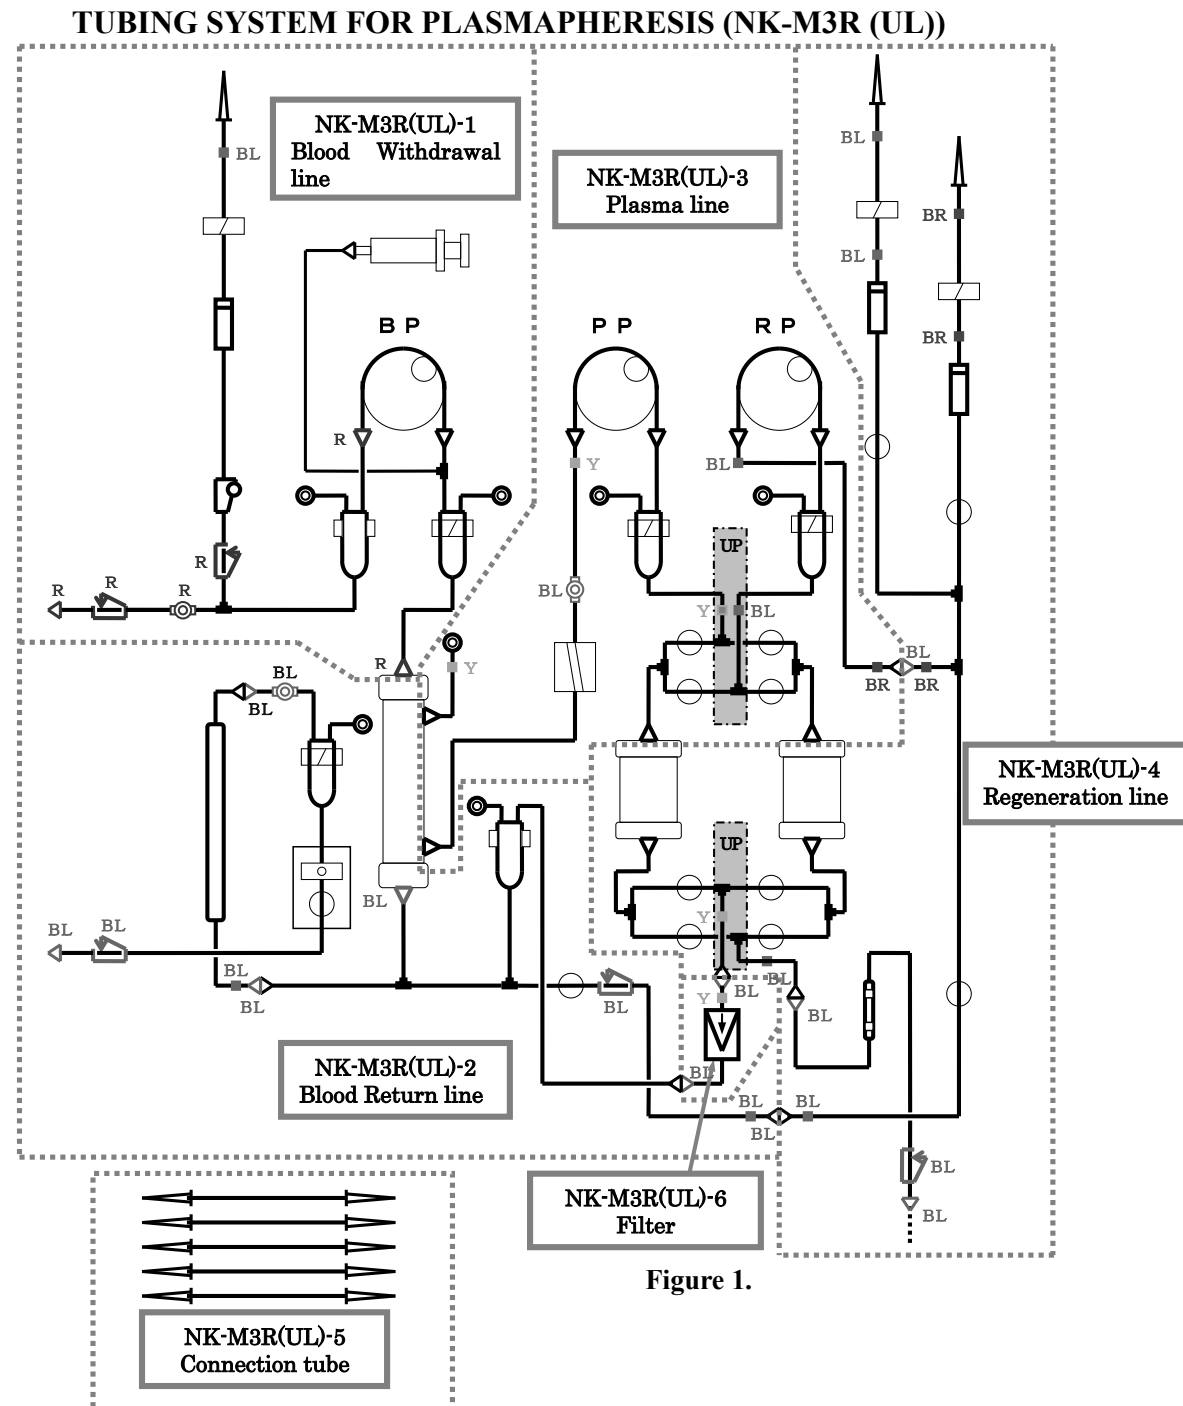 TUBING SYSTEM FOR PLASMAPHERESIS (NK-M3R (UL))
NK-M3R(UL)-1
Blood Withdrawal
line
BL
NK-M3R(UL)-3
Plasma line
BL
BR
BL
BR
B P
P P
R P
R
Y
BL
UP
R
R
R
R
BL
Y
BL
R
Y
BL
BL
BL
BR
BR
NK-M3R(UL)-4
Regeneration line
UP
BL
Y
BL
BL
BL
BL
BL
BL
Y
BL
BL
BL
NK-M3R(UL)-2
Blood Return line
BL
BL
BL
BL
BL
NK-M3R(UL)-6
Filter
BL
Figure 1.
NK-M3R(UL)-5
Connection tube